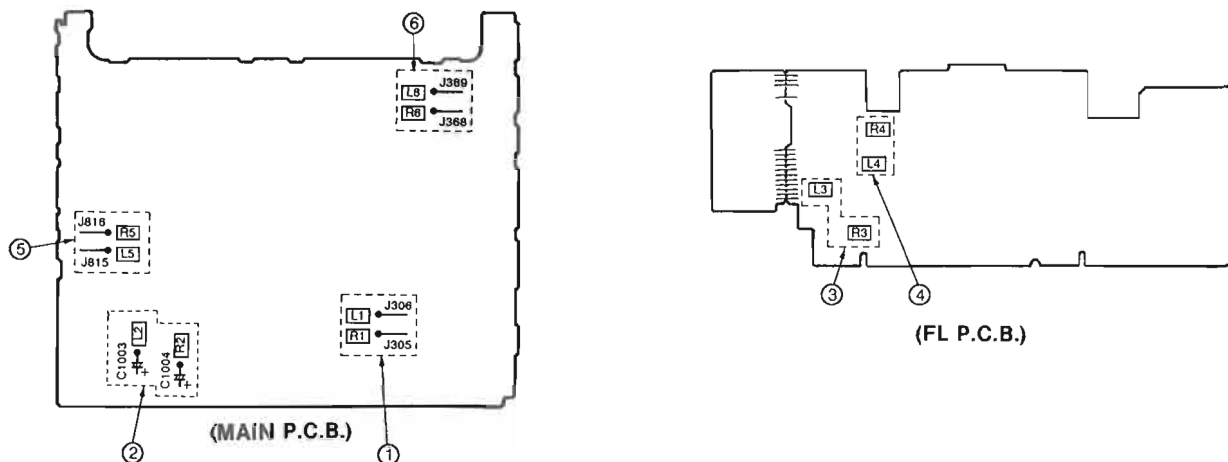 ⑥
L6 J369
R6 J368
J816 R5
⑤
J815 L5
C1003 L2
C1004 R2
②
L1 J306
R1 J305
①
(MAIN P.C.B.)
R4
L4
L3
R3
③
④
(FL P.C.B.)